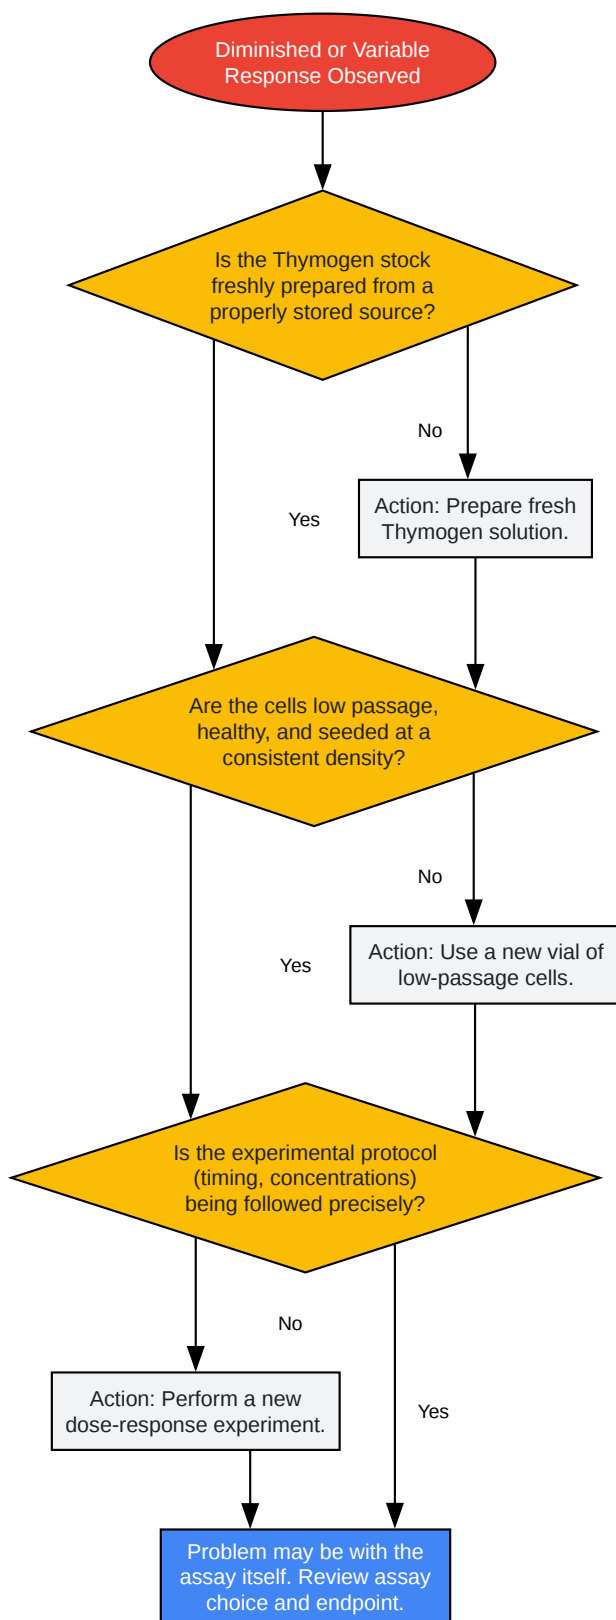 Diminished or Variable
Response Observed
Is the Thymogen stock
freshly prepared from a
properly stored source?
No
Action: Prepare fresh
Thymogen solution.
Yes
Are the cells low passage,
healthy, and seeded at a
consistent density?
No
Action: Use a new vial of
low-passage cells.
Yes
Is the experimental protocol
(timing, concentrations)
being followed precisely?
No
Action: Perform a new
dose-response experiment.
Yes
Problem may be with the
assay itself. Review assay
choice and endpoint.